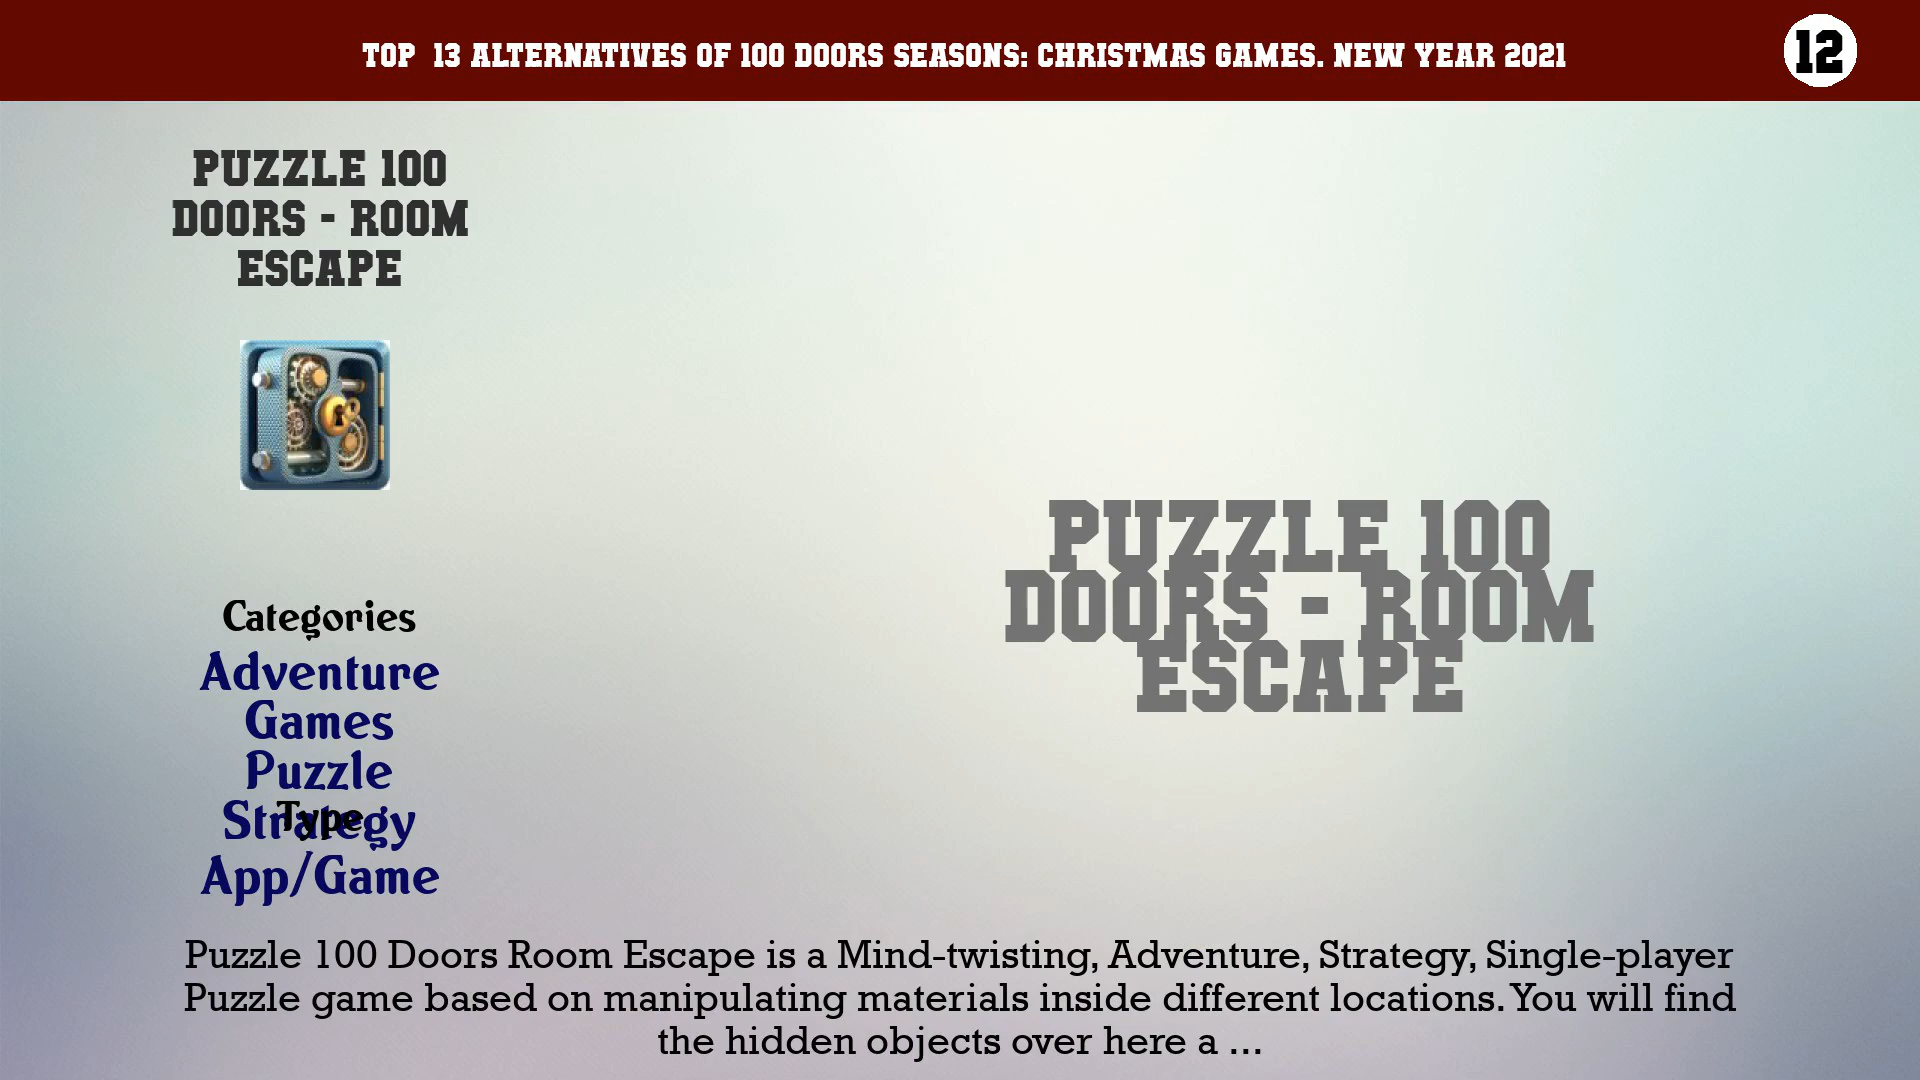 TOP 13 ALTERNATIVES OF 100 DOORS SEASONS: CHRISTMAS GAMES. NEW YEAR 2021
12
PUZZLE 100
DOORS - ROOM
ESCAPE
PUZZLE 100
DOORS - ROOM
ESCAPE
Categories
Adventure
Games
Puzzle
Strategy
Type
App/Game
Puzzle 100 Doors Room Escape is a Mind-twisting, Adventure, Strategy, Single-player
Puzzle game based on manipulating materials inside different locations. You will find
the hidden objects over here a ...